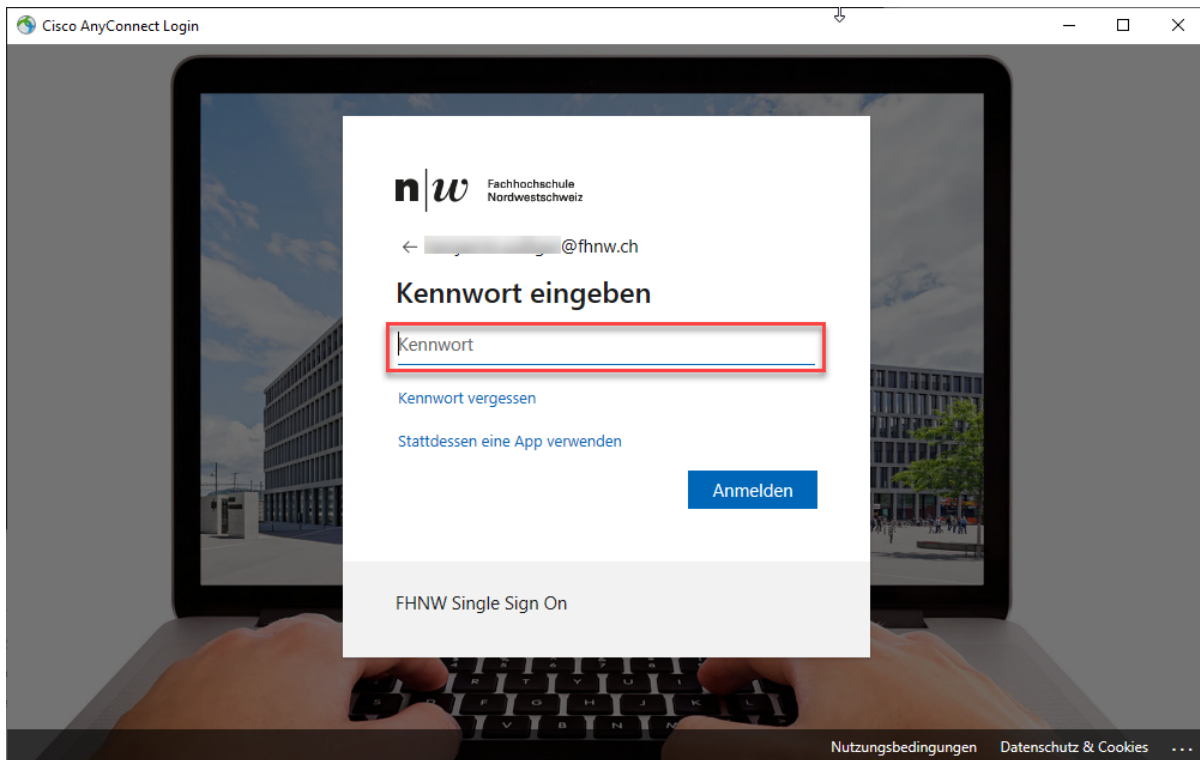 Cisco AnyConnect Login
n|w Fachhochschule
Nordwestschweiz
@fhnw.ch
Kennwort eingeben
Kennwort
Kennwort vergessen
Stattdessen eine App verwenden
Anmelden
FHNW Single Sign On
R T Y U I
S D F G H J K L
V B N M
Nutzungsbedingungen Datenschutz & Cookies ...